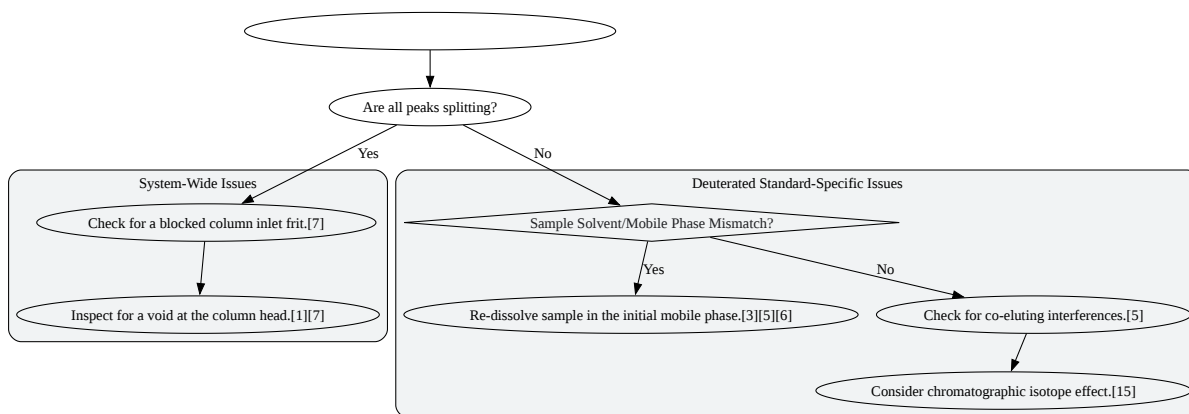 Are all peaks splitting?
Yes
No
System-Wide Issues
Deuterated Standard-Specific Issues
Check for a blocked column inlet frit.[7]
Sample Solvent/Mobile Phase Mismatch?
Yes
No
Inspect for a void at the column head.[1][7]
Re-dissolve sample in the initial mobile phase.[3][5][6]
Check for co-eluting interferences.[5]
Consider chromatographic isotope effect.[15]